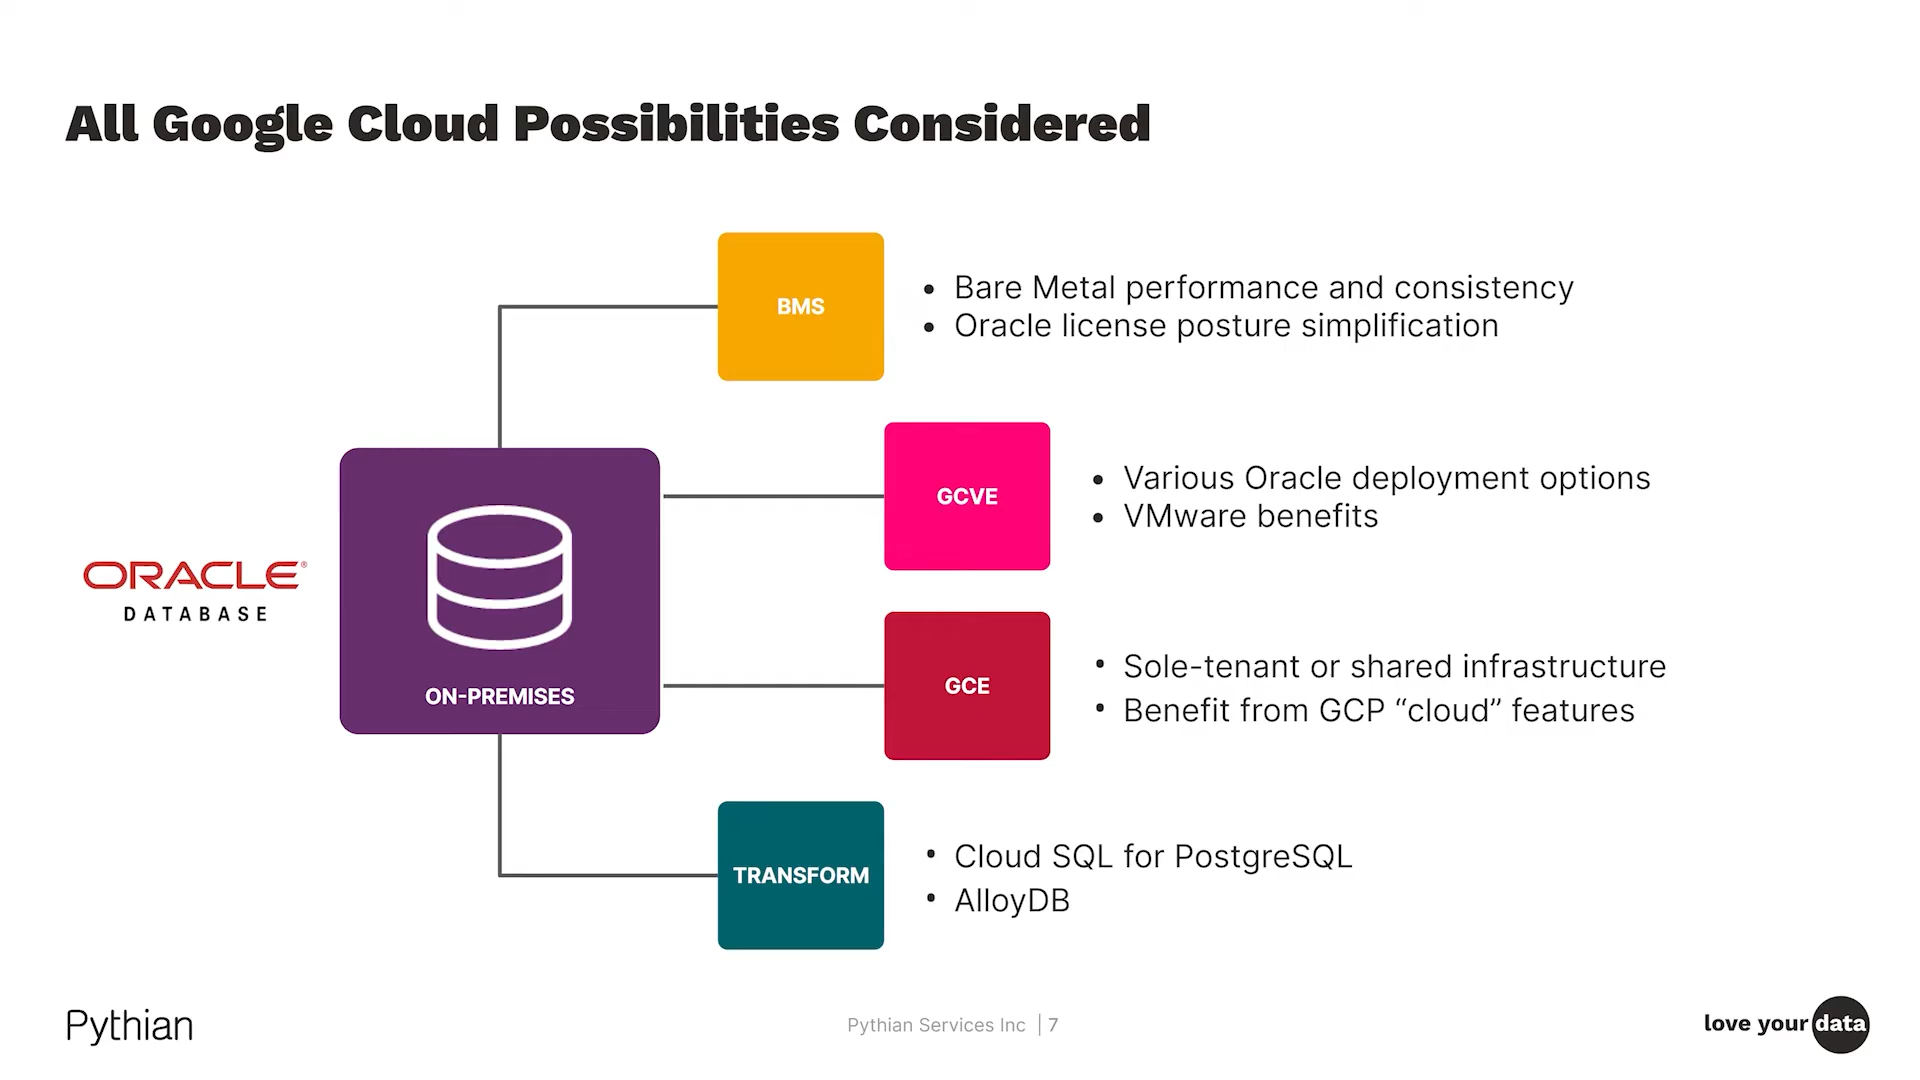 All Google Cloud Possibilities Considered
BMS
• Bare Metal performance and consistency
• Oracle license posture simplification
GCVE
• Various Oracle deployment options
• VMware benefits
ORACLE®
DATABASE
ON-PREMISES
GCE
• Sole-tenant or shared infrastructure
• Benefit from GCP “cloud” features
TRANSFORM
• Cloud SQL for PostgreSQL
• AlloyDB
Pythian
Pythian Services Inc | 7
love your data